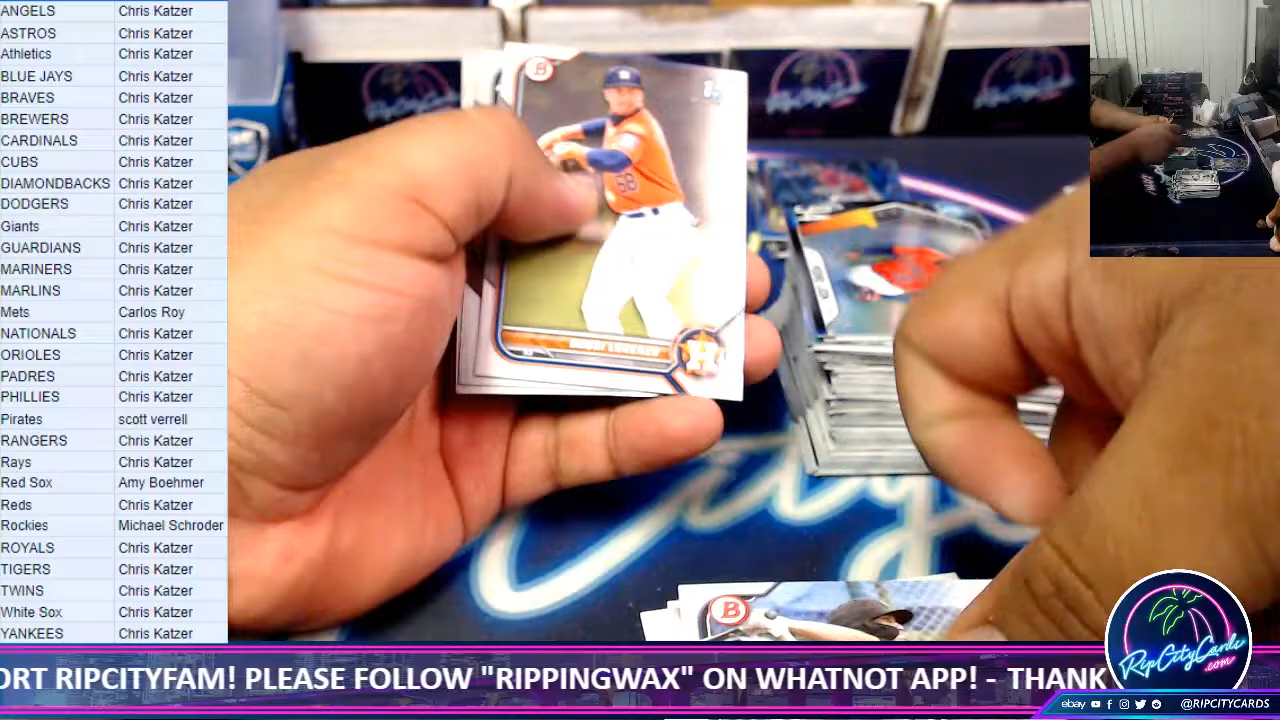 ANGELS Chris Katzer
ASTROS Chris Katzer
Athletics Chris Katzer
BLUE JAYS Chris Katzer
BRAVES Chris Katzer
BREWERS Chris Katzer
CARDINALS Chris Katzer
CUBS Chris Katzer
DIAMONDBACKS Chris Katzer
DODGERS Chris Katzer
Giants Chris Katzer
GUARDIANS Chris Katzer
MARINERS Chris Katzer
MARLINS Chris Katzer
Mets Carlos Roy
NATIONALS Chris Katzer
ORIOLES Chris Katzer
PADRES Chris Katzer
PHILLIES Chris Katzer
Pirates scott verrell
RANGERS Chris Katzer
Rays Chris Katzer
Red Sox Amy Boehmer
Reds Chris Katzer
Rockies Michael Schroder
ROYALS Chris Katzer
TIGERS Chris Katzer
TWINS Chris Katzer
White Sox Chris Katzer
YANKEES Chris Katzer
B
68
H
B
City
RipCityCards
.com
ORT RIPCITYFAM! PLEASE FOLLOW "RIPPINGWAX" ON WHATNOT APP! - THANK
ebay @RIPCITYCARDS